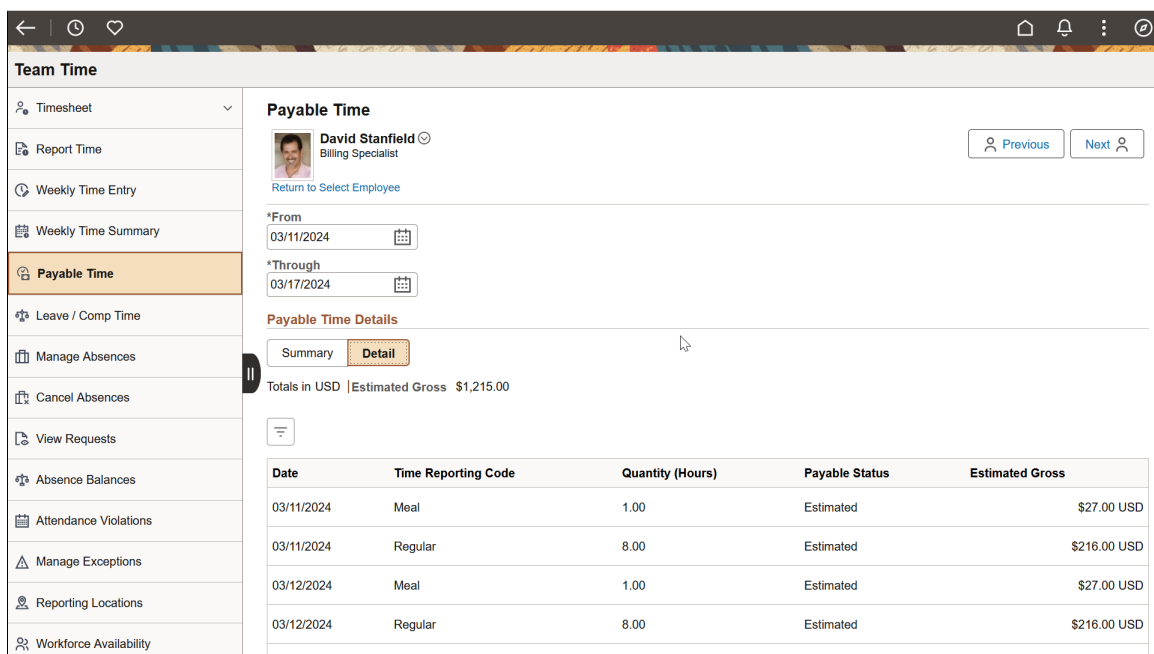 Team Time
Timesheet
Report Time
Weekly Time Entry
Weekly Time Summary
Payable Time
Leave / Comp Time
Manage Absences
Cancel Absences
View Requests
Absence Balances
Attendance Violations
Manage Exceptions
Reporting Locations
Workforce Availability
Payable Time
David Stanfield
Billing Specialist
Previous Next
Return to Select Employee
*From
03/11/2024
*Through
03/17/2024
Payable Time Details
Summary Detail
Totals in USD | Estimated Gross $1,215.00
Date Time Reporting Code Quantity (Hours) Payable Status Estimated Gross
03/11/2024 Meal 1.00 Estimated $27.00 USD
03/11/2024 Regular 8.00 Estimated $216.00 USD
03/12/2024 Meal 1.00 Estimated $27.00 USD
03/12/2024 Regular 8.00 Estimated $216.00 USD